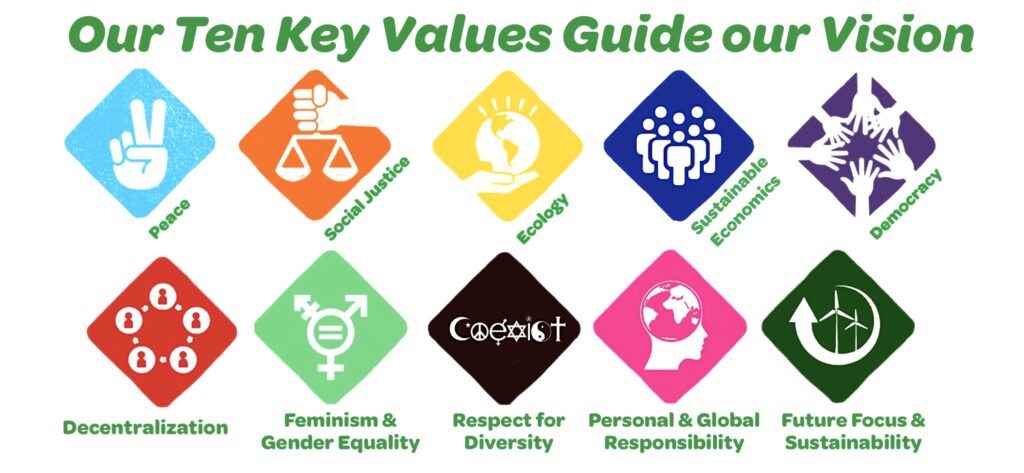 Our Ten Key Values Guide our Vision
Peace
Social Justice
Ecology
Sustainable
Economics
Democracy
Coexist
Decentralization
Feminism &
Gender Equality
Respect for
Diversity
Personal & Global
Responsibility
Future Focus &
Sustainability